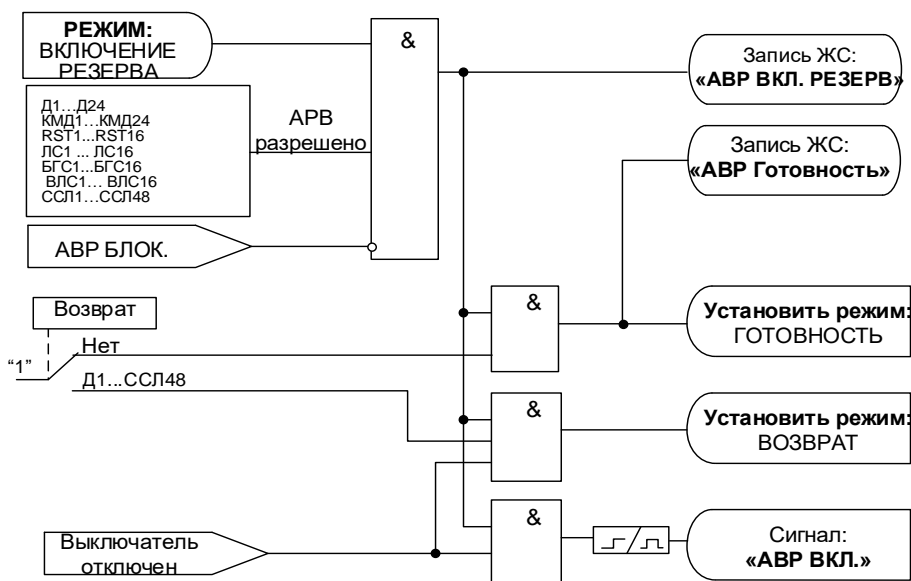 РЕЖИМ:
ВКЛЮЧЕНИЕ
РЕЗЕРВА
&
Запись ЖС:
«АВР ВКЛ. РЕЗЕРВ»
Д1...Д24
КМД1...КМД24
RST1...RST16
ЛС1 ... ЛС16
БГС1...БГС16
ВЛС1... ВЛС16
ССЛ1...ССЛ48
АРВ
разрешено
Запись ЖС:
«АВР Готовность»
АВР БЛОК.
Возврат
"1"
Нет
Д1...ССЛ48
&
Установить режим:
ГОТОВНОСТЬ
&
Установить режим:
ВОЗВРАТ
Выключатель
отключен
&
Сигнал:
«АВР ВКЛ.»